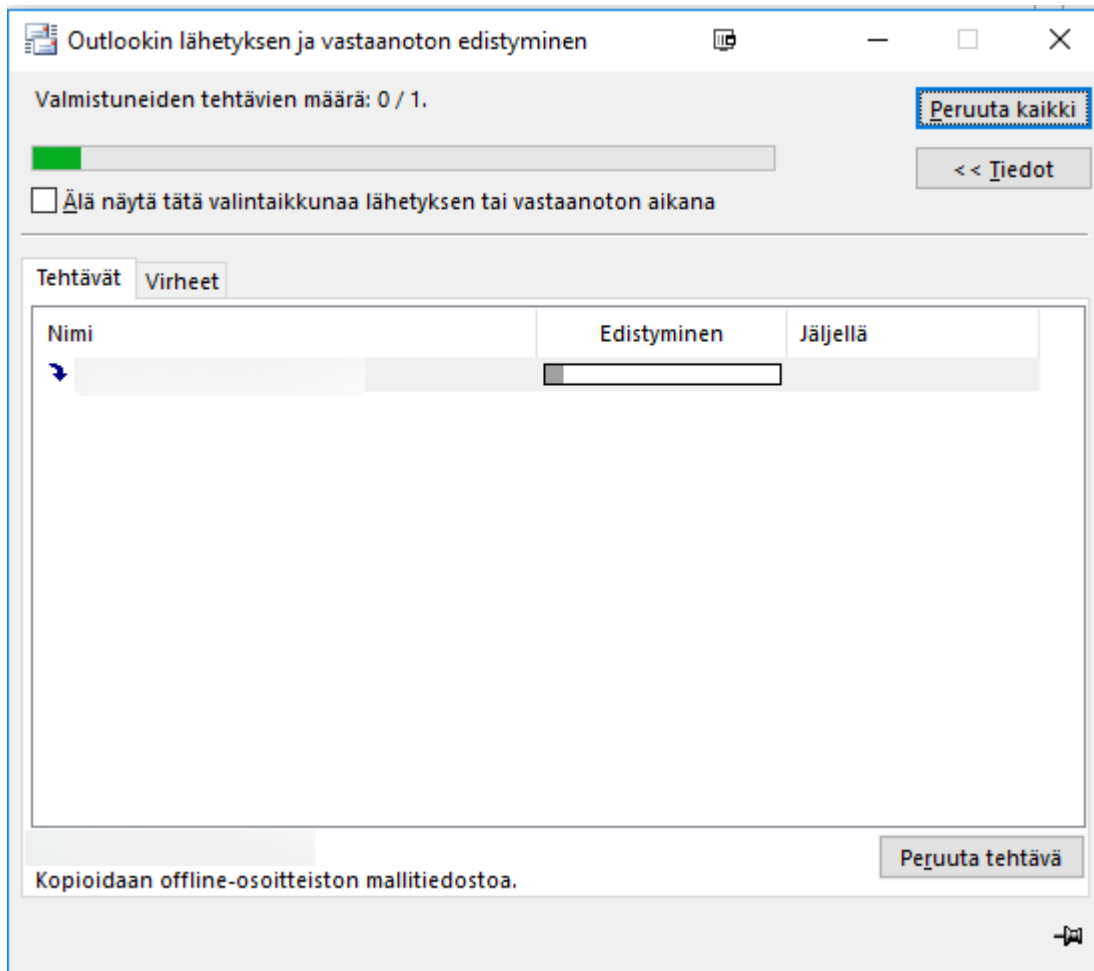 Outlookin lähetyksen ja vastaanoton edistyminen
Valmistuneiden tehtävien määrä: 0 / 1.
Peruuta kaikki
<< Tiedot
Älä näytä tätä valintaikkunaa lähetyksen tai vastaanoton aikana
Tehtävät Virheet
Nimi Edistyminen Jäljellä
Peruuta tehtävä
Kopioidaan offline-osoitteiston mallitiedostoa.